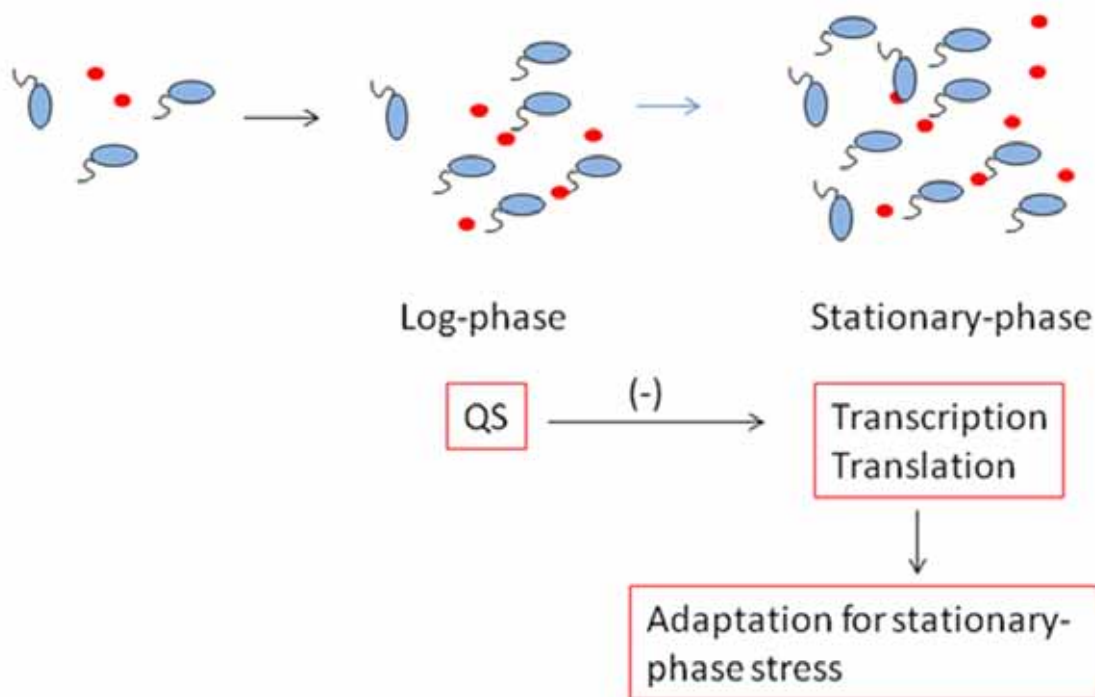 Log-phase
Stationary-phase
QS
(-)
Transcription
Translation
Adaptation for stationary-
phase stress